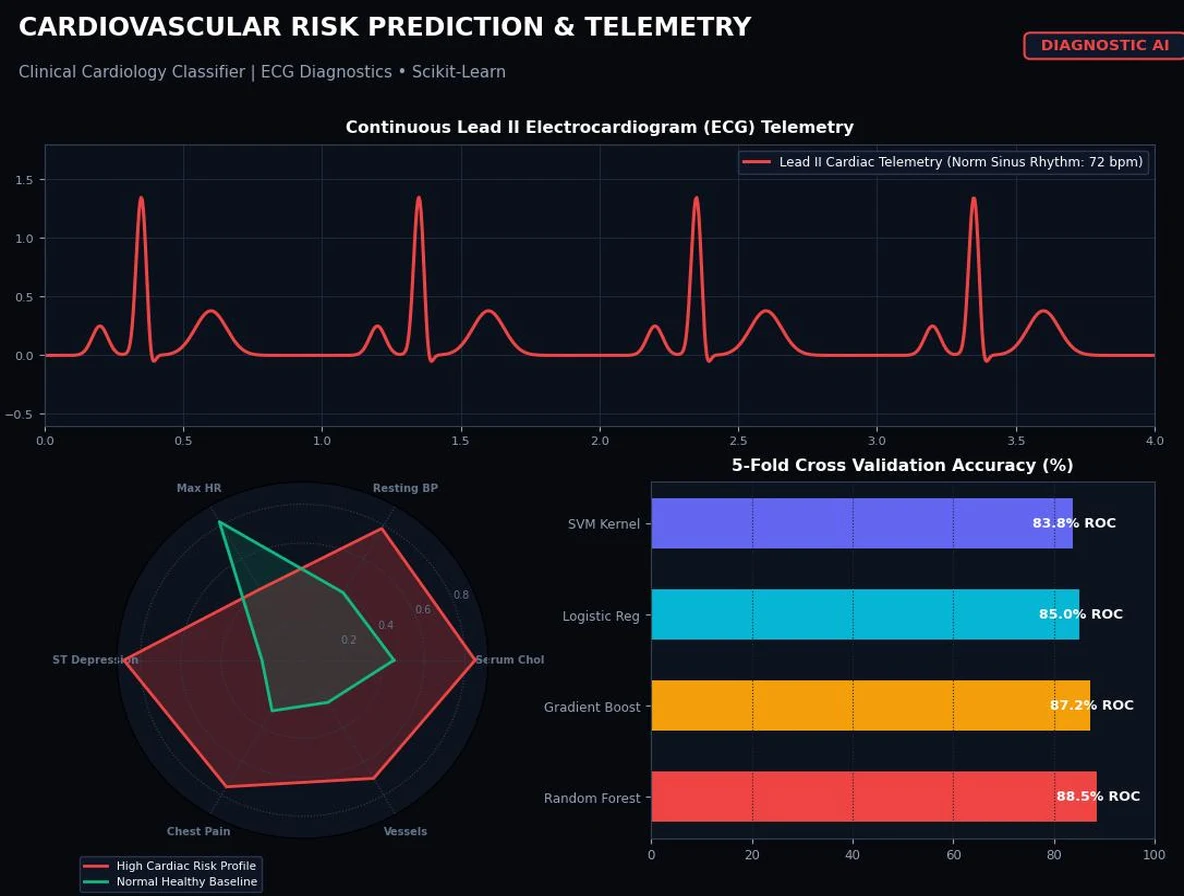 CARDIOVASCULAR RISK PREDICTION & TELEMETRY
DIAGNOSTIC AI
Clinical Cardiology Classifier | ECG Diagnostics • Scikit-Learn
Continuous Lead II Electrocardiogram (ECG) Telemetry
Lead II Cardiac Telemetry (Norm Sinus Rhythm: 72 bpm)
1.5
1.0
0.5
0.0
−0.5
0.0 0.5 1.0 1.5 2.0 2.5 3.0 3.5 4.0
Max HR
Resting BP
ST Depression
Serum Chol
Chest Pain
Vessels
0.2
0.4
0.6
0.8
High Cardiac Risk Profile
Normal Healthy Baseline
5-Fold Cross Validation Accuracy (%)
SVM Kernel
83.8% ROC
Logistic Reg
85.0% ROC
Gradient Boost
87.2% ROC
Random Forest
88.5% ROC
0 20 40 60 80 100